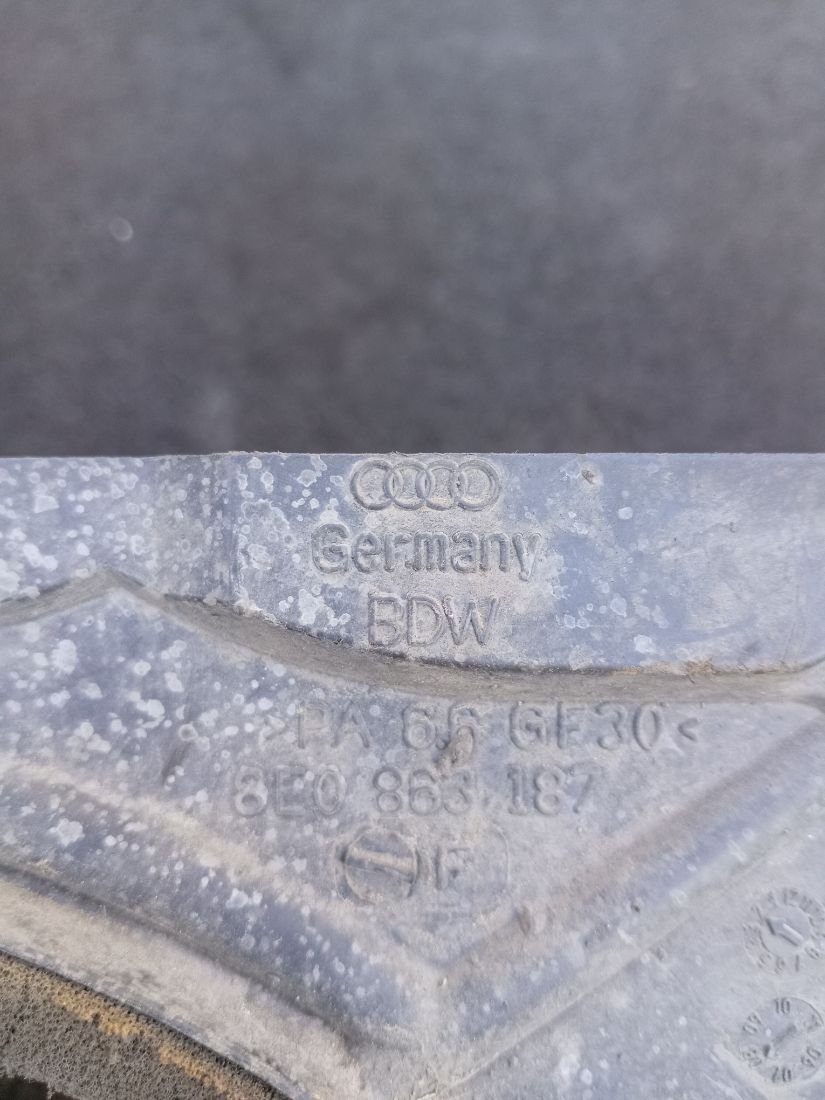 Germany
BDW
>PA 66 GF30<
8E0 863 187
F